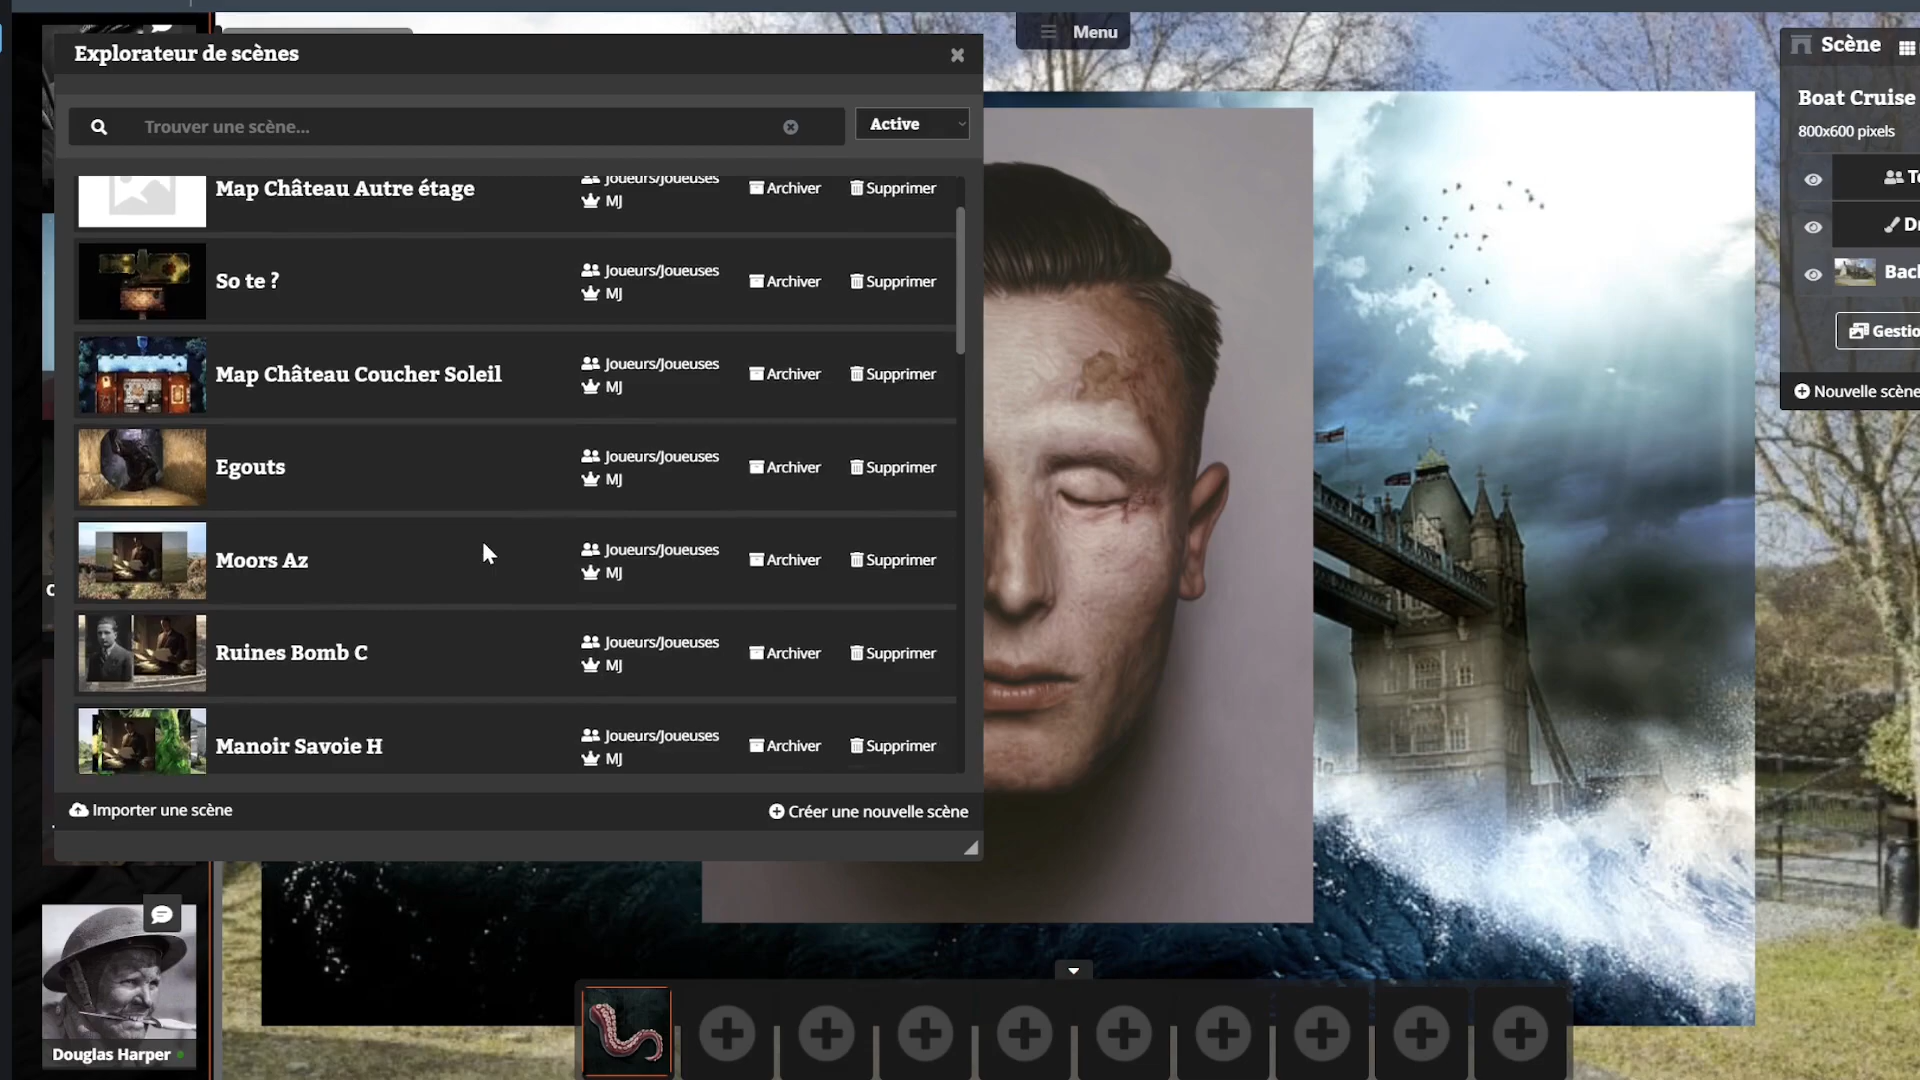 Menu
Explorateur de scènes
Trouver une scène...
Active
Map Château Autre étage
Joueurs/Joueuses
MJ
Archiver
Supprimer
So te ?
Joueurs/Joueuses
MJ
Archiver
Supprimer
Map Château Coucher Soleil
Joueurs/Joueuses
MJ
Archiver
Supprimer
Egouts
Joueurs/Joueuses
MJ
Archiver
Supprimer
Moors Az
Joueurs/Joueuses
MJ
Archiver
Supprimer
Ruines Bomb C
Joueurs/Joueuses
MJ
Archiver
Supprimer
Manoir Savoie H
Joueurs/Joueuses
MJ
Archiver
Supprimer
Importer une scène
Créer une nouvelle scène
Scène
Boat Cruise
800x600 pixels
Nouvelle scène
Douglas Harper